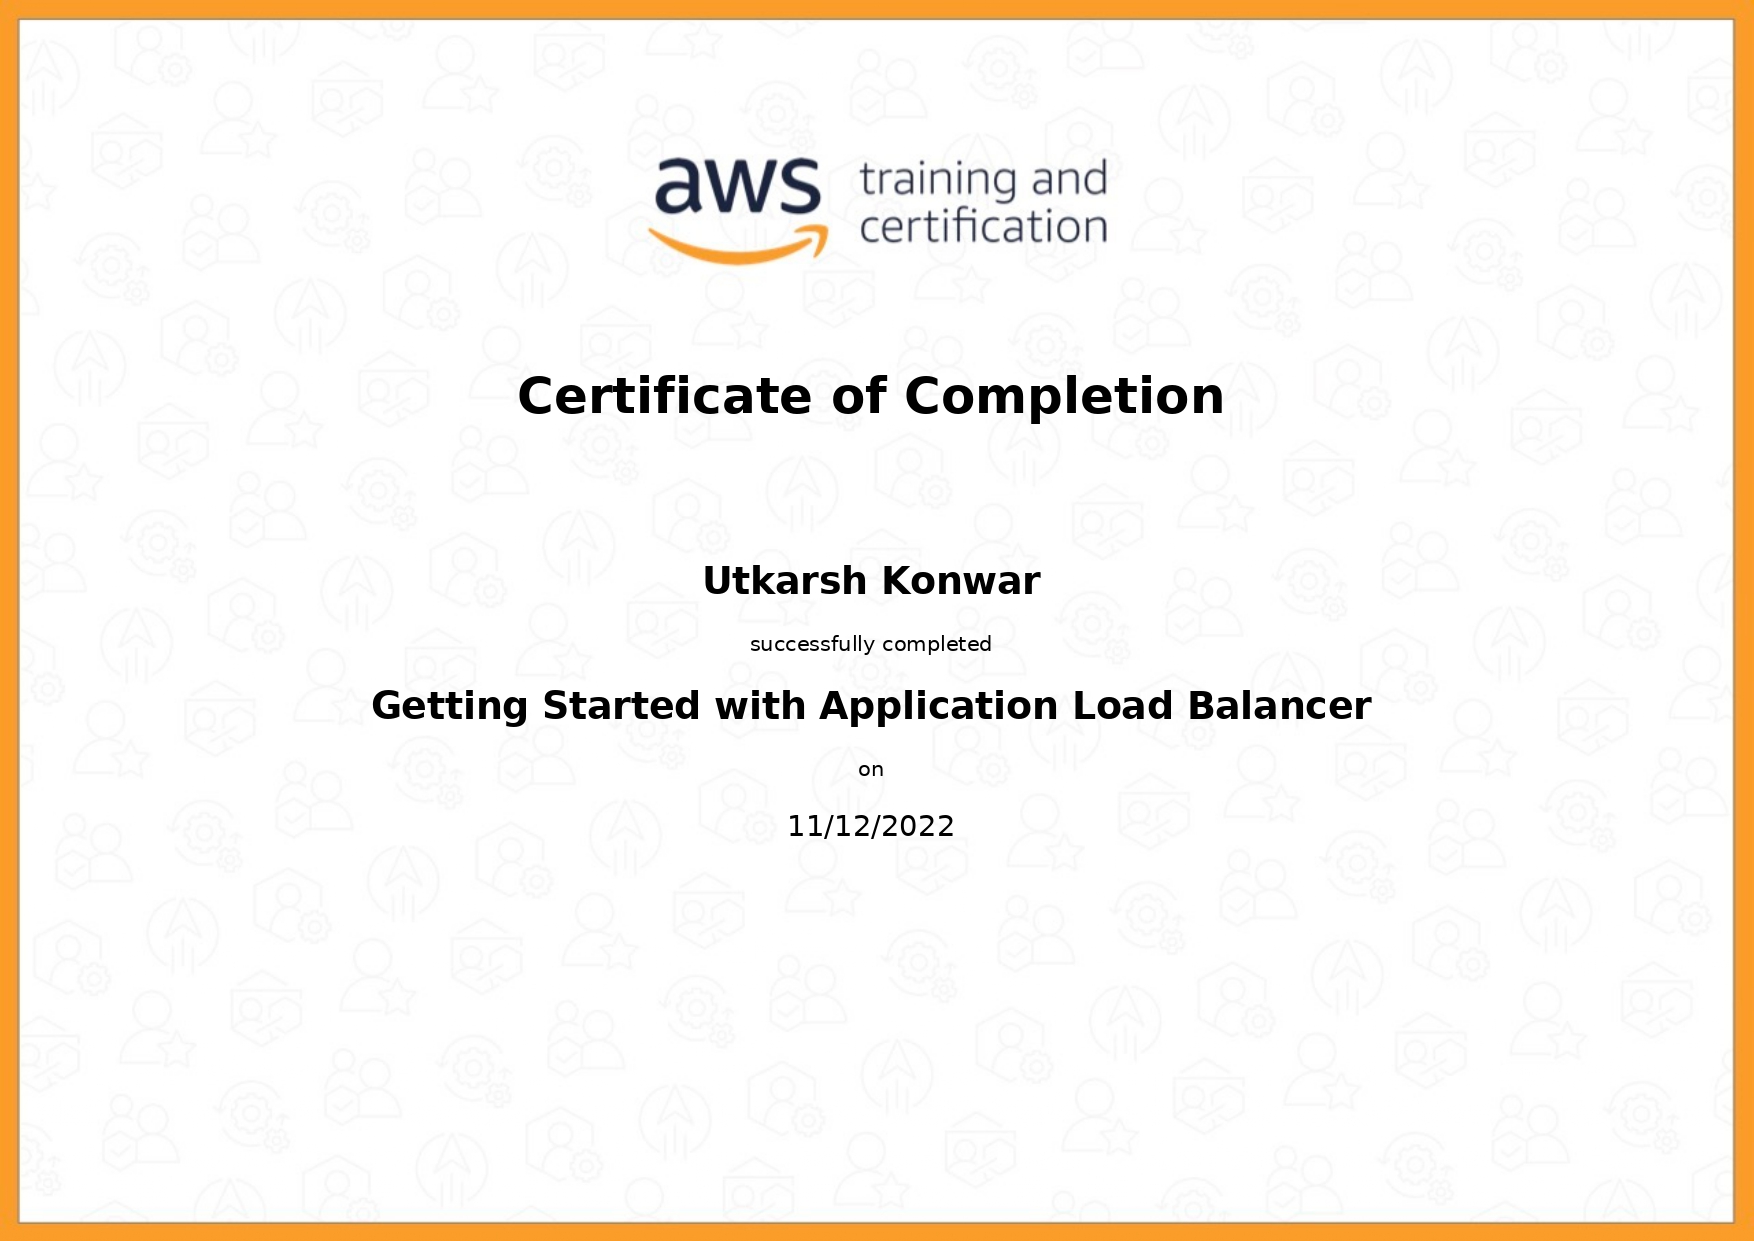 aws training and
certification
Certificate of Completion
Utkarsh Konwar
successfully completed
Getting Started with Application Load Balancer
on
11/12/2022